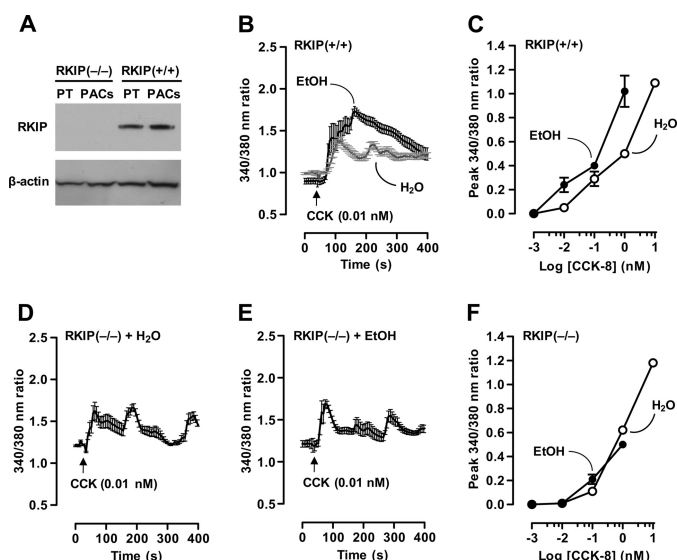 A
RKIP(–/–) RKIP(+/+)
PT PACs PT PACs
RKIP
β-actin
B
RKIP(+/+)
340/380 nm ratio
2.5
2.0
1.5
1.0
0.5
EtOH
H₂O
CCK (0.01 nM)
0 100 200 300 400
Time (s)
C
RKIP(+/+)
Peak 340/380 nm ratio
1.4
1.2
1.0
0.8
0.6
0.4
0.2
0.0
EtOH
H₂O
-3 -2 -1 0 1
Log [CCK-8] (nM)
D
RKIP(–/–) + H₂O
340/380 nm ratio
2.5
2.0
1.5
1.0
0.5
CCK (0.01 nM)
0 100 200 300 400
Time (s)
E
RKIP(–/–) + EtOH
340/380 nm ratio
2.5
2.0
1.5
1.0
0.5
CCK (0.01 nM)
0 100 200 300 400
Time (s)
F
RKIP(–/–)
Peak 340/380 nm ratio
1.4
1.2
1.0
0.8
0.6
0.4
0.2
0.0
EtOH
H₂O
-3 -2 -1 0 1
Log [CCK-8] (nM)